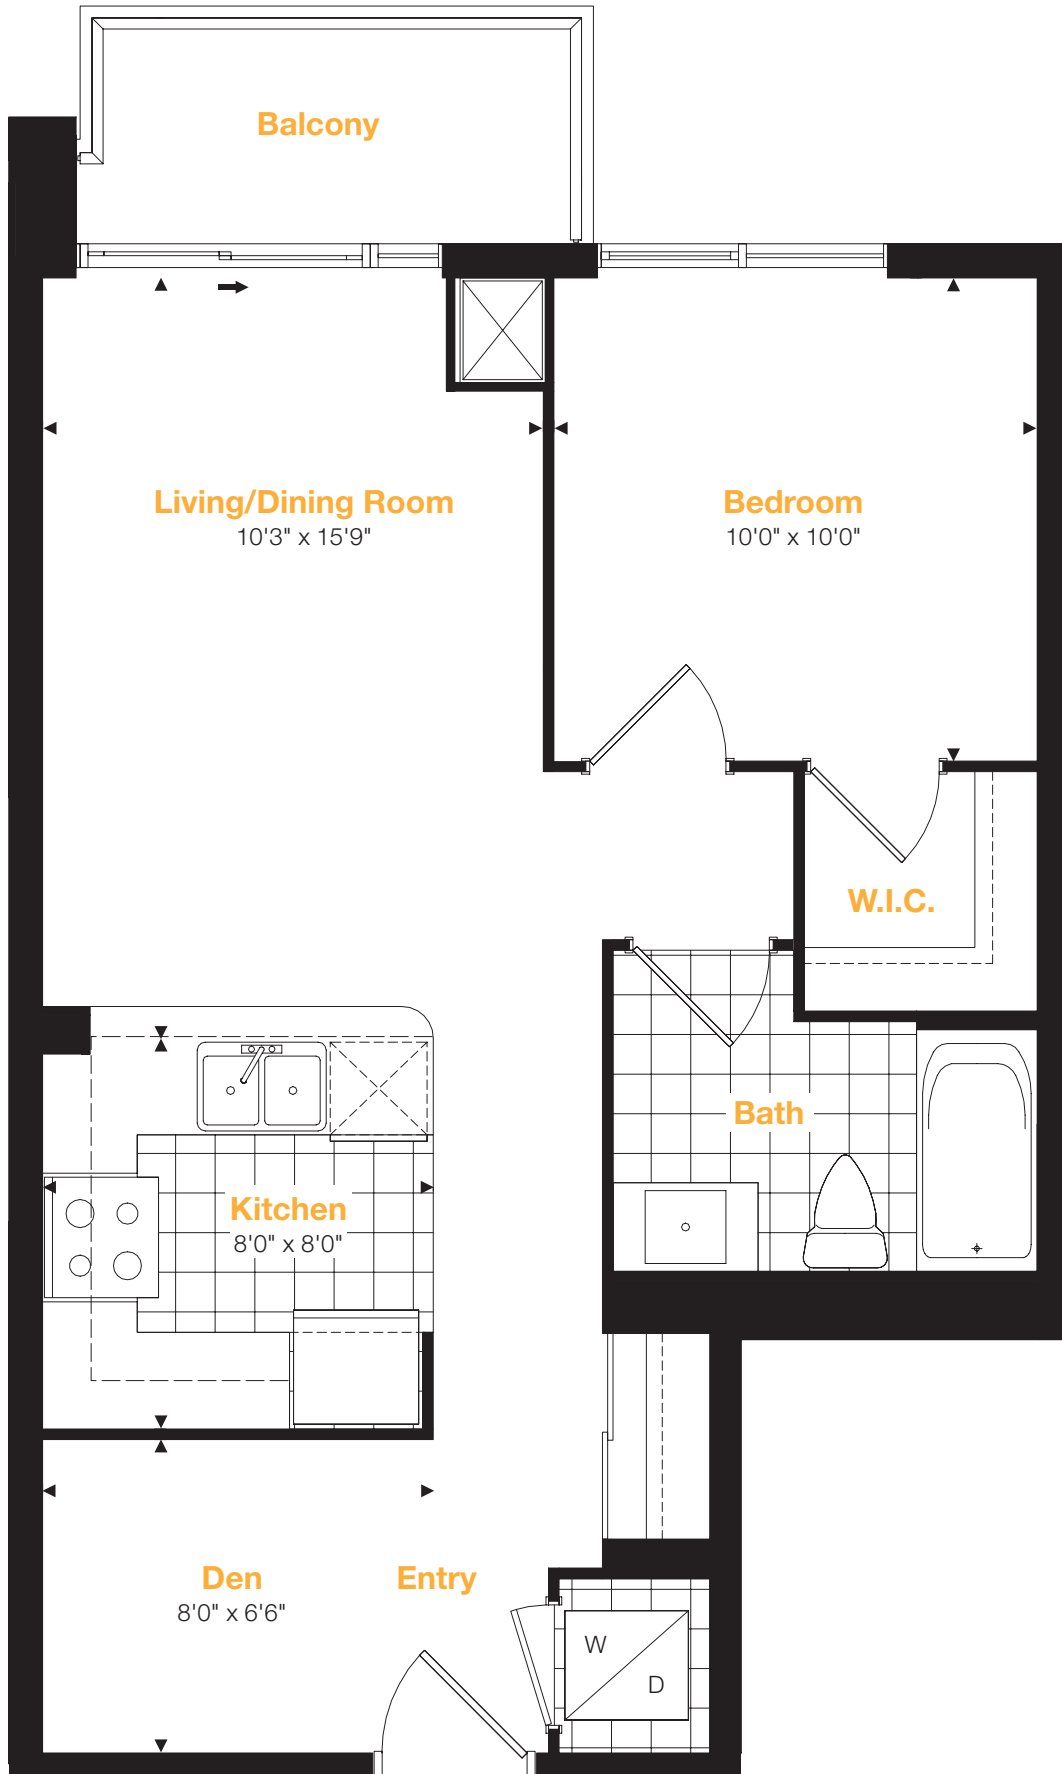 Balcony
Living/Dining Room
10'3" x 15'9"
Bedroom
10'0" x 10'0"
W.I.C.
Bath
Kitchen
8'0" x 8'0"
Den
8'0" x 6'6"
Entry
W
D